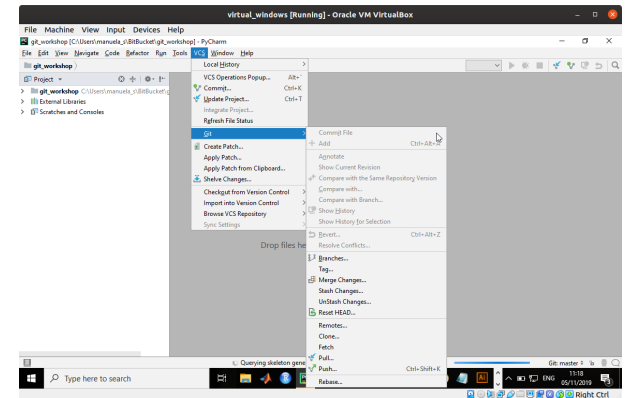 virtual_windows [Running] - Oracle VM VirtualBox
File Machine View Input Devices Help
git_workshop [C:\Users\manuela_s\BitBucket\git_workshop] - PyCharm
File Edit View Navigate Code Refactor Run Tools VCS Window Help
git_workshop
Project
git_workshop C:\Users\manuela_s\BitBucket\g
External Libraries
Scratches and Consoles
Local History
VCS Operations Popup... Alt+`
Commit... Ctrl+K
Update Project... Ctrl+T
Integrate Project...
Refresh File Status
Git
Create Patch...
Apply Patch...
Apply Patch from Clipboard...
Shelve Changes...
Checkout from Version Control
Import into Version Control
Browse VCS Repository
Sync Settings
Commit File
Add Ctrl+Alt+A
Annotate
Show Current Revision
Compare with the Same Repository Version
Compare with...
Compare with Branch...
Show History
Show History for Selection
Revert... Ctrl+Alt+Z
Resolve Conflicts...
Branches...
Tag...
Merge Changes...
Stash Changes...
UnStash Changes...
Reset HEAD...
Remotes...
Clone...
Fetch
Pull...
Push... Ctrl+Shift+K
Rebase...
Drop files he
Querying skeleton gene
Git: master
Type here to search
Ai
ENG
11:18
05/11/2019
Right Ctrl